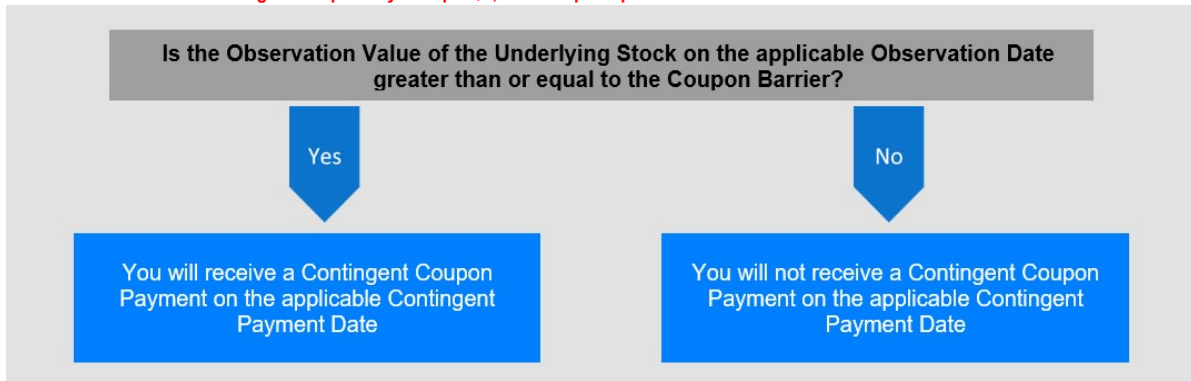 Is the Observation Value of the Underlying Stock on the applicable Observation Date
greater than or equal to the Coupon Barrier?
Yes
No
You will receive a Contingent Coupon
Payment on the applicable Contingent
Payment Date
You will not receive a Contingent Coupon
Payment on the applicable Contingent
Payment Date